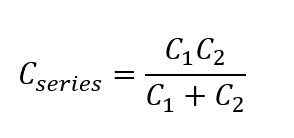 C_series = C_1C_2 / (C_1 + C_2)